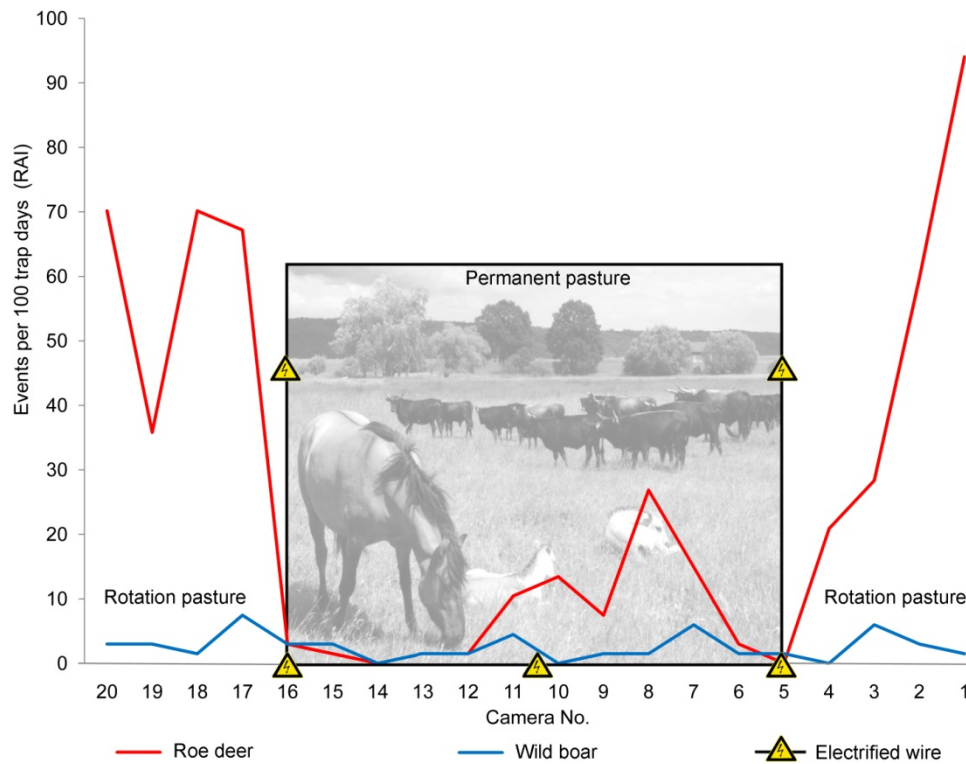 Events per 100 trap days (RAI)
100
90
80
70
60
50
40
30
20
10
0
Permanent pasture
Rotation pasture
Rotation pasture
20 19 18 17 16 15 14 13 12 11 10 9 8 7 6 5 4 3 2 1
Camera No.
Roe deer Wild boar Electrified wire